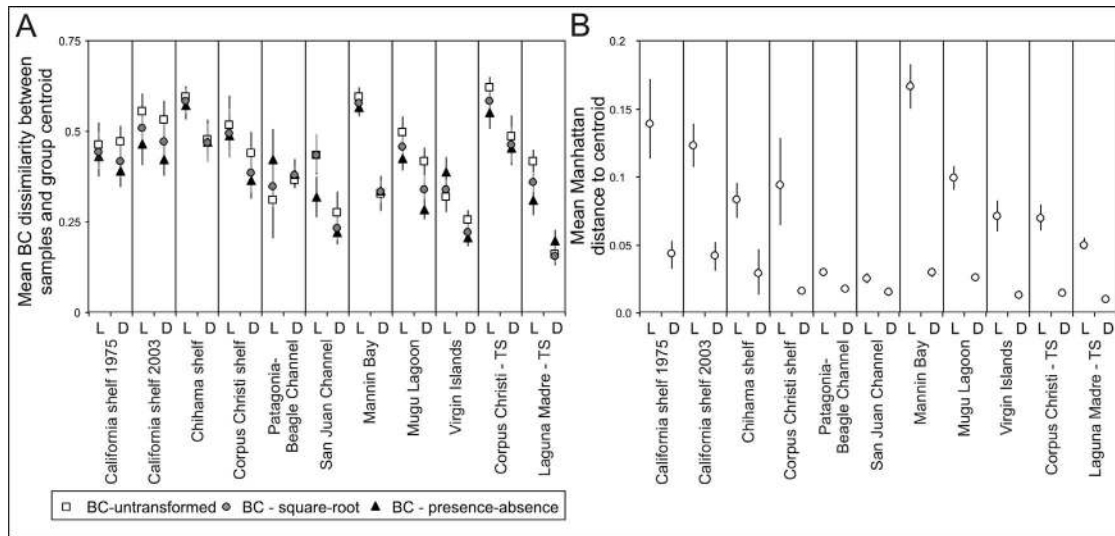 A
Mean BC dissimilarity between
samples and group centroid
0.75
0.5
0.25
0
L D L D L D L D L D L D L D L D L D L D L D
California shelf 1975
California shelf 2003
Chihama shelf
Corpus Christi shelf
Patagonia-
Beagle Channel
San Juan Channel
Mannin Bay
Mugu Lagoon
Virgin Islands
Corpus Christi - TS
Laguna Madre - TS
BC-untransformed BC - square-root BC - presence-absence
B
Mean Manhattan
distance to centroid
0.2
0.15
0.1
0.05
0.0
L D L D L D L D L D L D L D L D L D L D L D
California shelf 1975
California shelf 2003
Chihama shelf
Corpus Christi shelf
Patagonia-
Beagle Channel
San Juan Channel
Mannin Bay
Mugu Lagoon
Virgin Islands
Corpus Christi - TS
Laguna Madre - TS